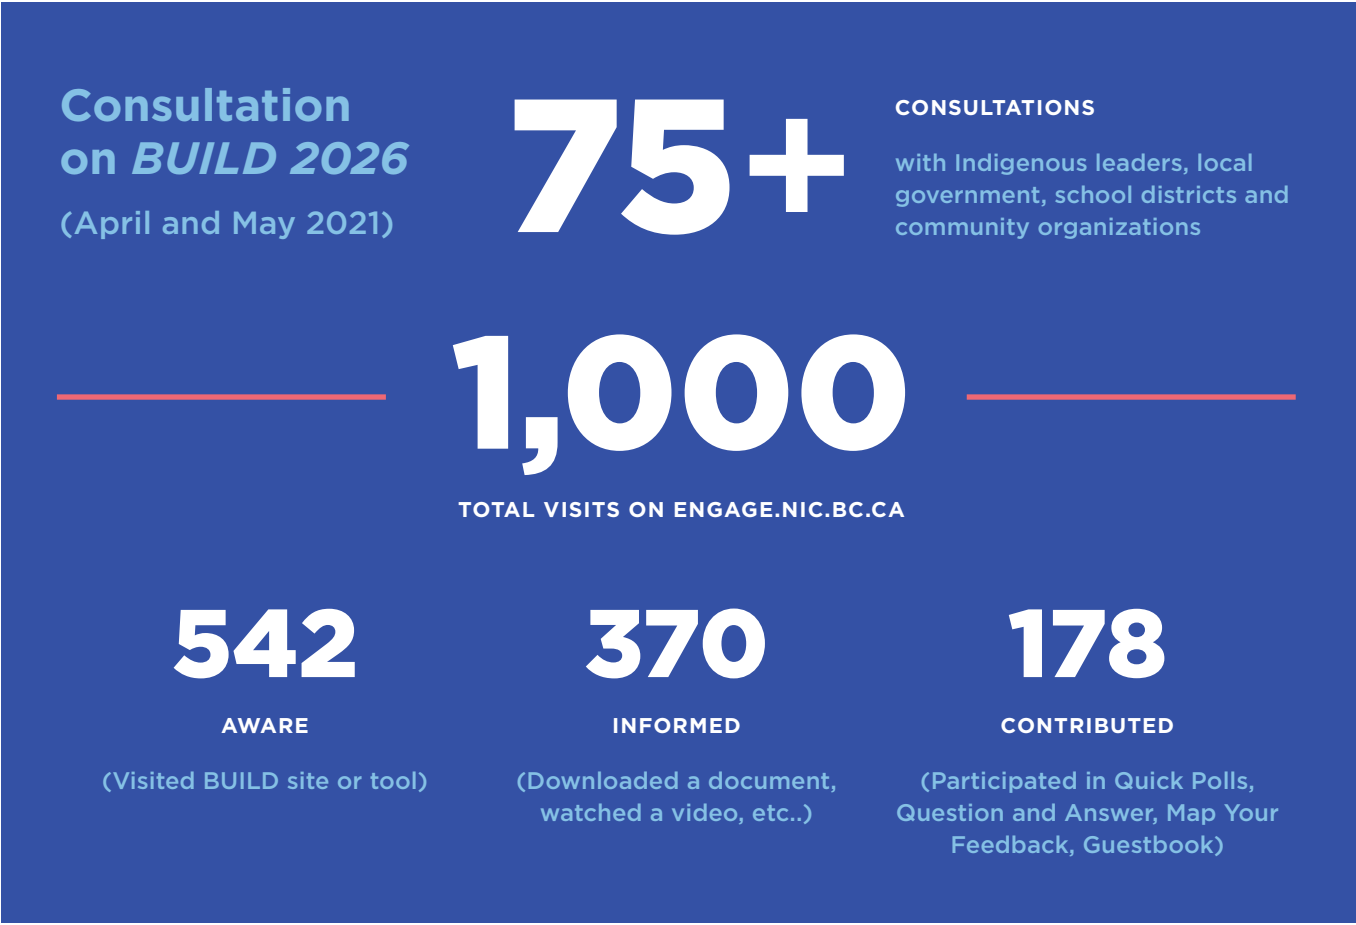 Consultation
on BUILD 2026
(April and May 2021)
75+
CONSULTATIONS
with Indigenous leaders, local
government, school districts and
community organizations
1,000
TOTAL VISITS ON ENGAGE.NIC.BC.CA
542
AWARE
(Visited BUILD site or tool)
370
INFORMED
(Downloaded a document,
watched a video, etc..)
178
CONTRIBUTED
(Participated in Quick Polls,
Question and Answer, Map Your
Feedback, Guestbook)